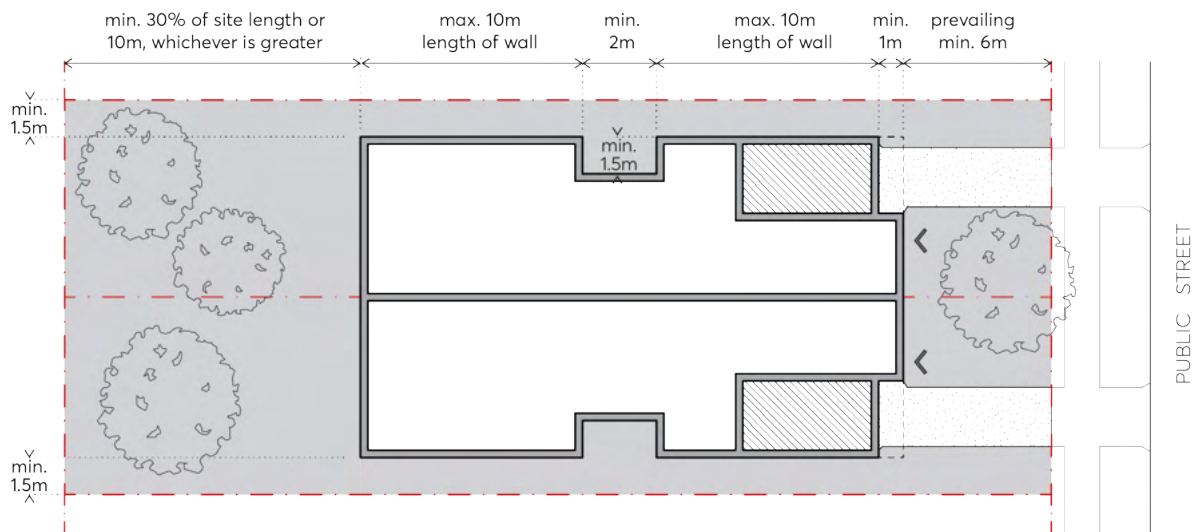 min. 30% of site length or
10m, whichever is greater
max. 10m
length of wall
min.
2m
max. 10m
length of wall
min.
1m
prevailing
min. 6m
min.
1.5m
min.
1.5m
min.
1.5m
PUBLIC STREET